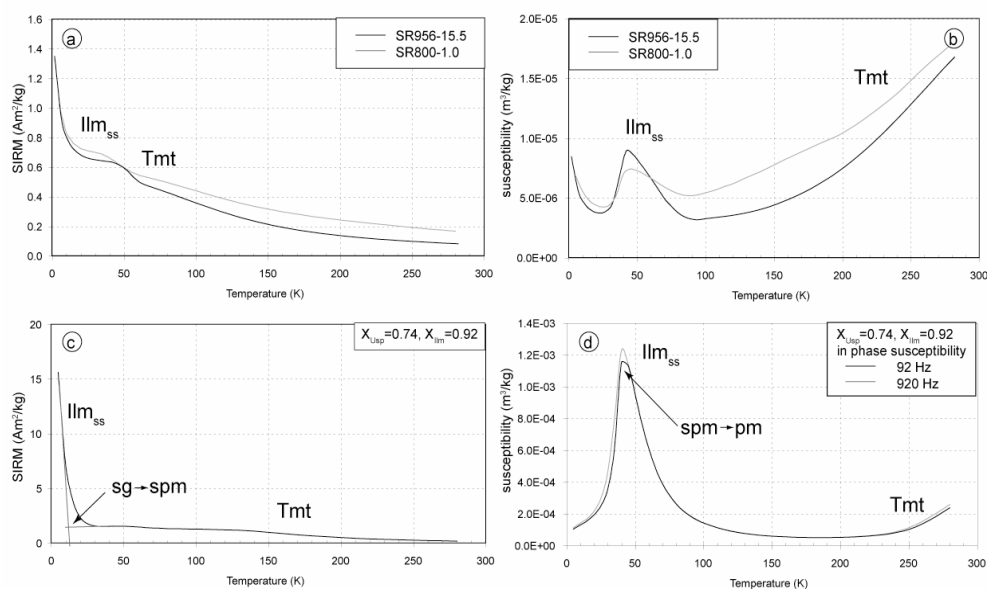 1.6
1.4
1.2
1.0
0.8
0.6
0.4
0.2
0.0
SIRM (Am²/kg)
a
SR956-15.5
SR800-1.0
Ilmss
Tmt
0
50
100
150
200
250
300
Temperature (K)
2.0E-05
1.5E-05
1.0E-05
5.0E-06
0.0E+00
susceptibility (m³/kg)
SR956-15.5
SR800-1.0
b
Ilmss
Tmt
0
50
100
150
200
250
300
Temperature (K)
20
15
10
5
0
SIRM (Am²/kg)
c
XUsp=0.74, XIlm=0.92
Ilmss
sg→spm
Tmt
0
50
100
150
200
250
300
Temperature (K)
1.4E-03
1.2E-03
1.0E-03
8.0E-04
6.0E-04
4.0E-04
2.0E-04
0.0E+00
susceptibility (m³/kg)
d
XUsp=0.74, XIlm=0.92
in phase susceptibility
92 Hz
920 Hz
Ilmss
spm→pm
Tmt
0
50
100
150
200
250
300
Temperature (K)